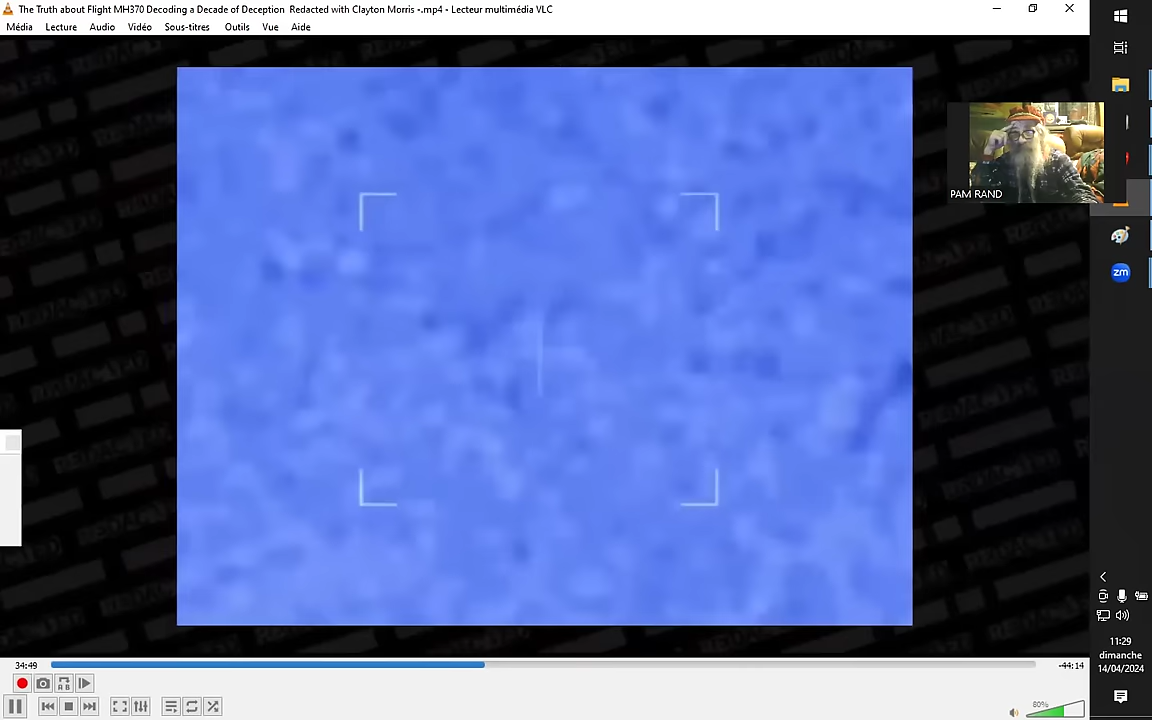 The Truth about Flight MH370 Decoding a Decade of Deception  Redacted with Clayton Morris -.mp4 - Lecteur multimédia VLC
Média Lecture Audio Vidéo Sous-titres Outils Vue Aide
PAM RAND
zm
34:49
-44:14
80%
11:29
dimanche
14/04/2024